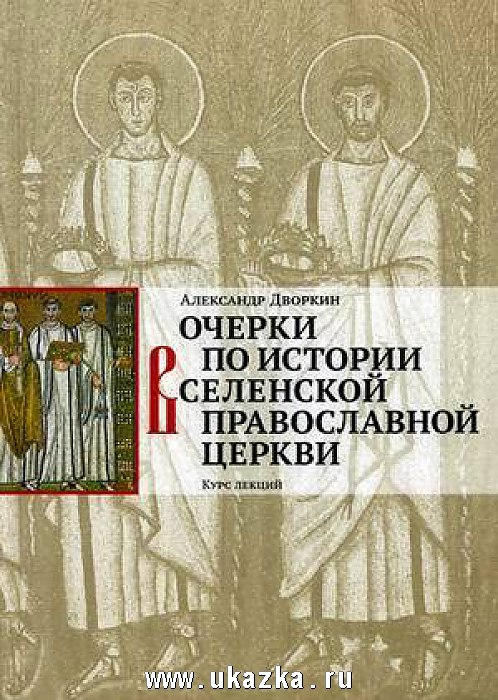 Александр Дворкин
ОЧЕРКИ
ПО ИСТОРИИ
ВСЕЛЕНСКОЙ
ПРАВОСЛАВНОЙ
ЦЕРКВИ
Курс лекций
www.ukazka.ru